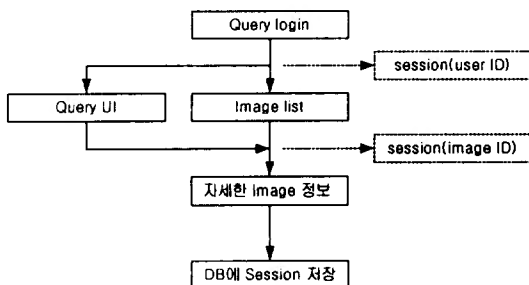 Query login
session(user ID)
Query UI
Image list
session(image ID)
자세한 Image 정보
DB에 Session 저장